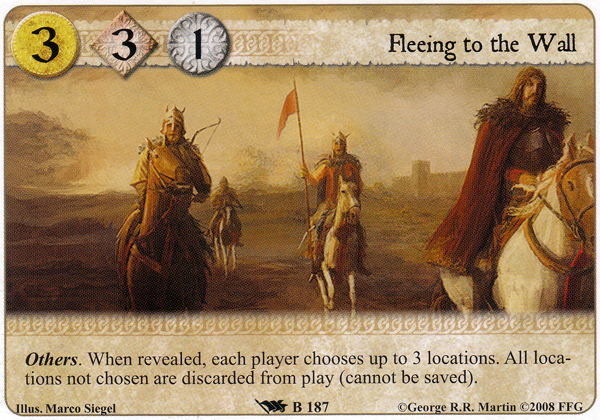 3 3 1 Fleeing to the Wall
Others. When revealed, each player chooses up to 3 locations. All loca-
tions not chosen are discarded from play (cannot be saved).
Illus. Marco Siegel B 187 ©George R.R. Martin ©2008 FFG